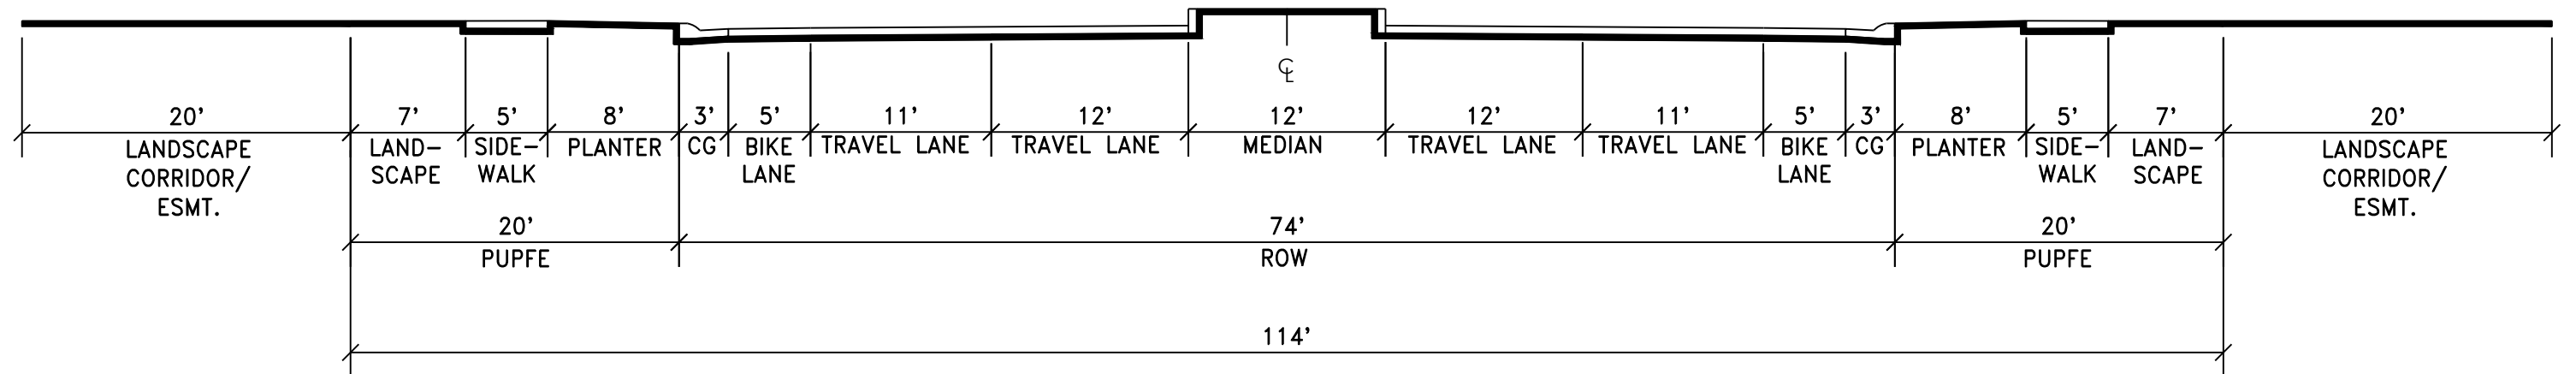 ℄
20' 7' 5' 8' 3' 5' 11' 12' 12' 12' 11' 5' 3' 8' 5' 7' 20'
LANDSCAPE LAND- SIDE- PLANTER CG BIKE TRAVEL LANE TRAVEL LANE MEDIAN TRAVEL LANE TRAVEL LANE BIKE CG PLANTER SIDE- LAND- LANDSCAPE
CORRIDOR/ SCAPE WALK LANE LANE WALK SCAPE CORRIDOR/
ESMT. ESMT.
20' 74' 20'
PUPFE ROW PUPFE
114'